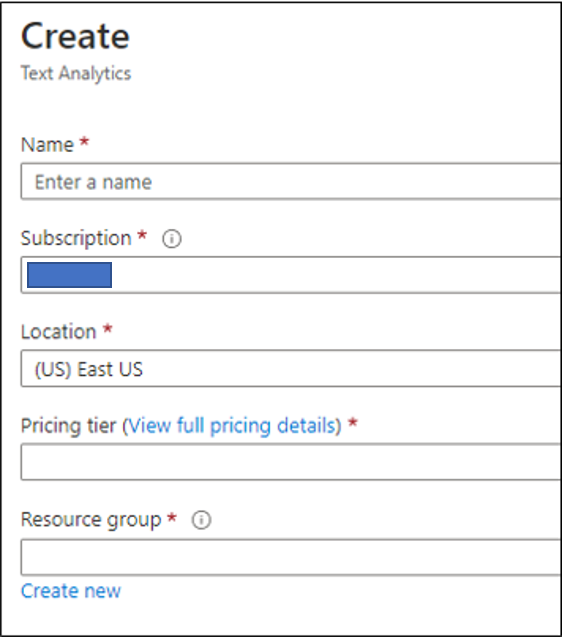 Create
Text Analytics
Name *
Enter a name
Subscription *
Location *
(US) East US
Pricing tier (View full pricing details) *
Resource group *
Create new